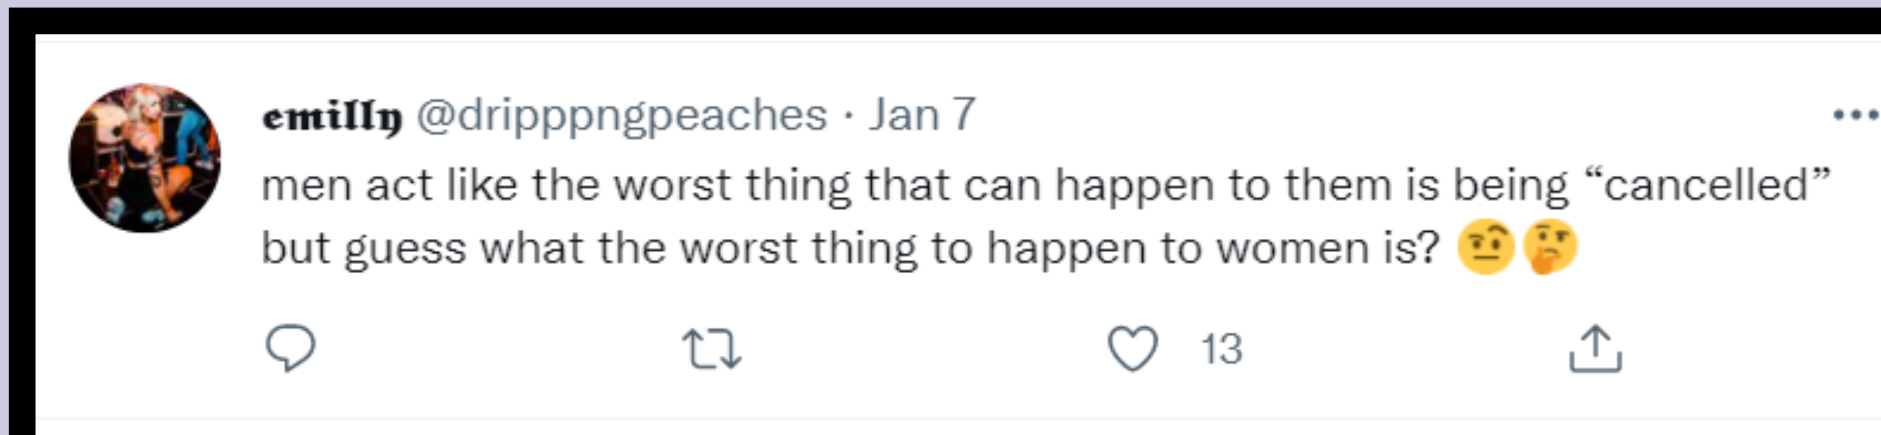 emilly @dripppngpeaches · Jan 7
men act like the worst thing that can happen to them is being “cancelled”
but guess what the worst thing to happen to women is? 🤨🤔
13